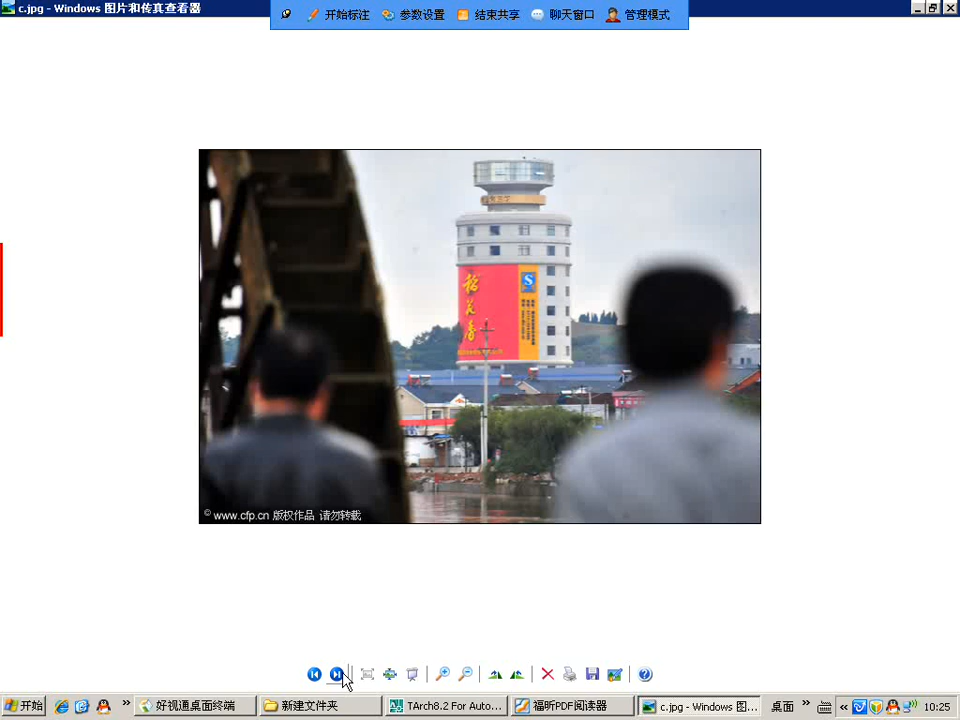 c.jpg - Windows 图片和传真查看器
开始标注 参数设置 结束共享 聊天窗口 管理模式
稻花香
S
© www.cfp.cn 版权作品 请勿转载
开始 好视通桌面终端 新建文件夹 TArch8.2 For Auto... 福昕PDF阅读器 c.jpg - Windows 图... 桌面 10:25